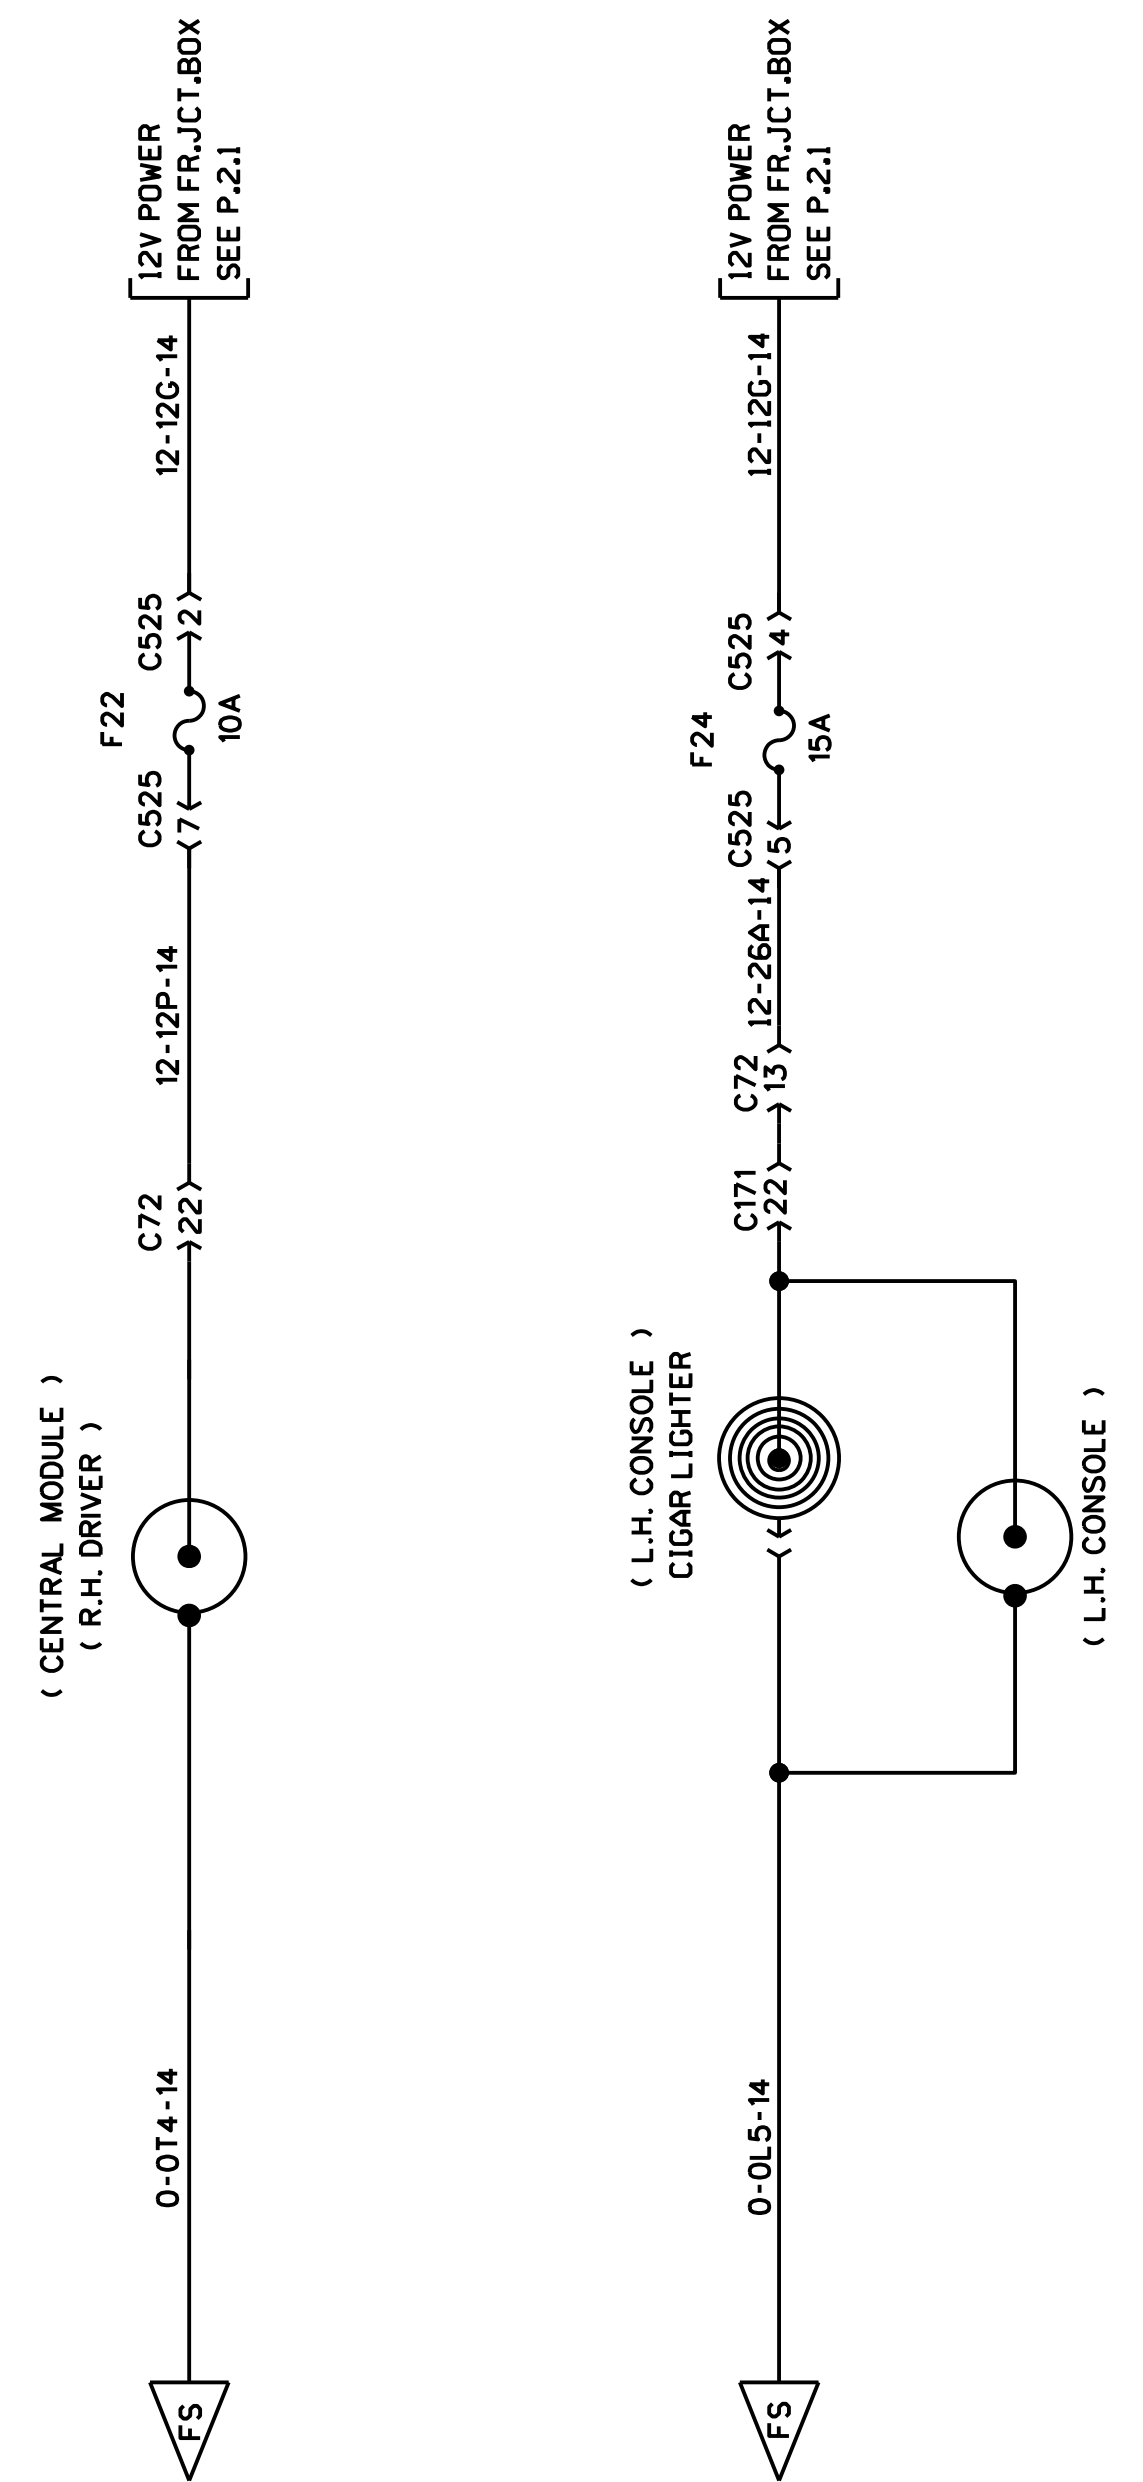 12V POWER
FROM FR.JCT.BOX
SEE P.2.1
12-12G-14
C525
2
F22
10A
C525
7
12-12P-14
C72
22
( CENTRAL MODULE )
( R.H. DRIVER )
0-0T4-14
FS
12V POWER
FROM FR.JCT.BOX
SEE P.2.1
12-12G-14
C525
4
F24
15A
C525
5
12-26A-14
C72
13
C171
22
( L.H. CONSOLE )
CIGAR LIGHTER
( L.H. CONSOLE )
0-0L5-14
FS